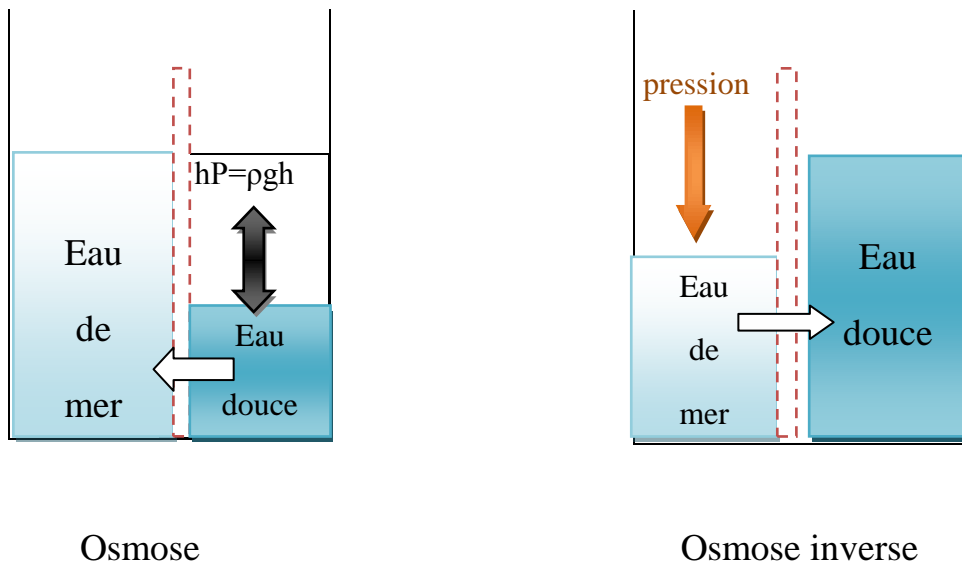 hP=ρgh
Eau
de
mer
Eau
douce
Osmose
pression
Eau
de
mer
Eau
douce
Osmose inverse